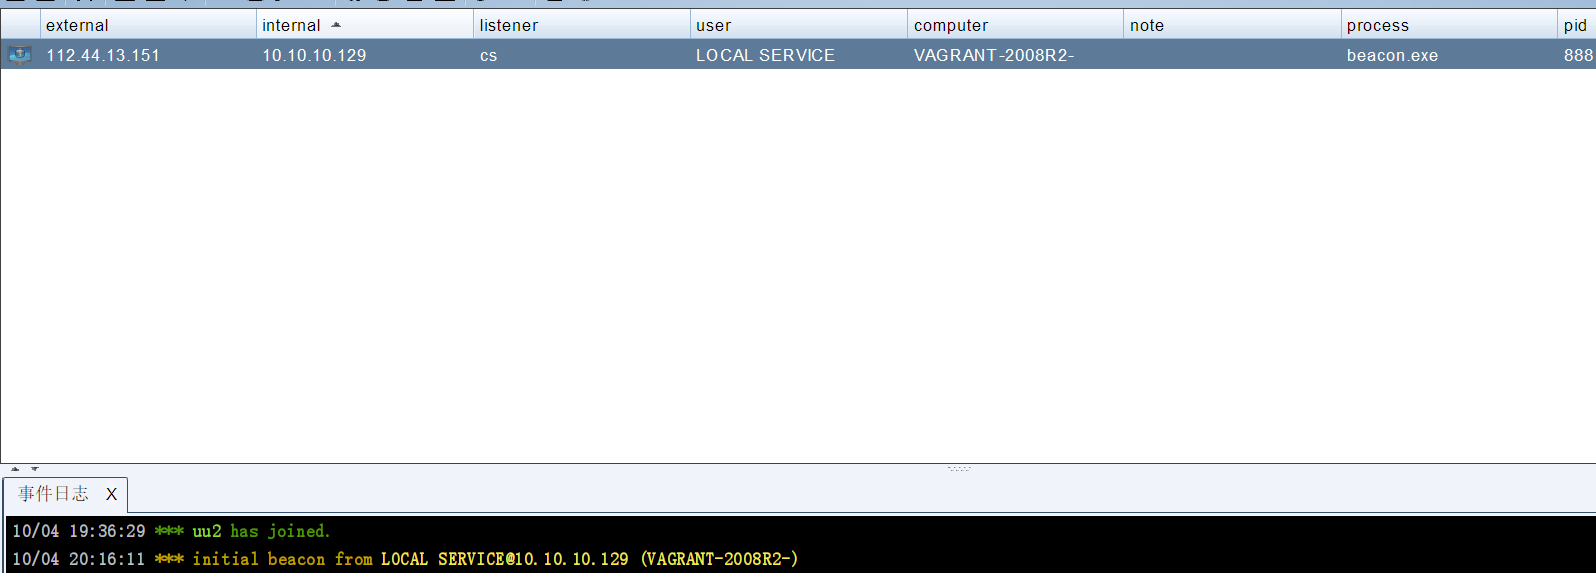 external internal listener user computer note process pid
112.44.13.151 10.10.10.129 cs LOCAL SERVICE VAGRANT-2008R2- beacon.exe 888
事件日志 X
10/04 19:36:29 *** uu2 has joined.
10/04 20:16:11 *** initial beacon from LOCAL SERVICE@10.10.10.129 (VAGRANT-2008R2-)